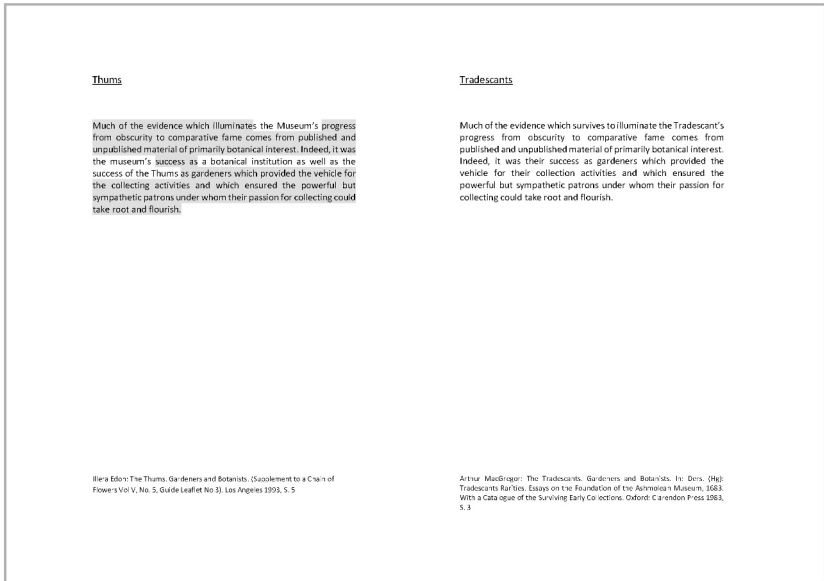 Thums
Much of the evidence which illuminates the Museum's progress
from obscurity to comparative fame comes from published and
unpublished material of primarily botanical interest. Indeed, it was
the museum's success as a botanical institution as well as the
success of the Thums as gardeners which provided the vehicle for
the collecting activities and which ensured the powerful but
sympathetic patrons under whom their passion for collecting could
take root and flourish.
Illera Edoh: The Thums. Gardeners and Botanists. (Supplement to a Chain of
Flowers Vol V, No. 5, Guide Leaflet No 3). Los Angeles 1993, S. 5
Tradescants
Much of the evidence which survives to illuminate the Tradescant's
progress from obscurity to comparative fame comes from
published and unpublished material of primarily botanical interest.
Indeed, it was their success as gardeners which provided the
vehicle for their collection activities and which ensured the
powerful but sympathetic patrons under whom their passion for
collecting could take root and flourish.
Arthur MacGregor: The Tradescants. Gardeners and Botanists. In: Ders. (Hg):
Tradescants Rarities. Essays on the Foundation of the Ashmolean Museum, 1683.
With a Catalogue of the Surviving Early Collections. Oxford: Clarendon Press 1983,
S. 3